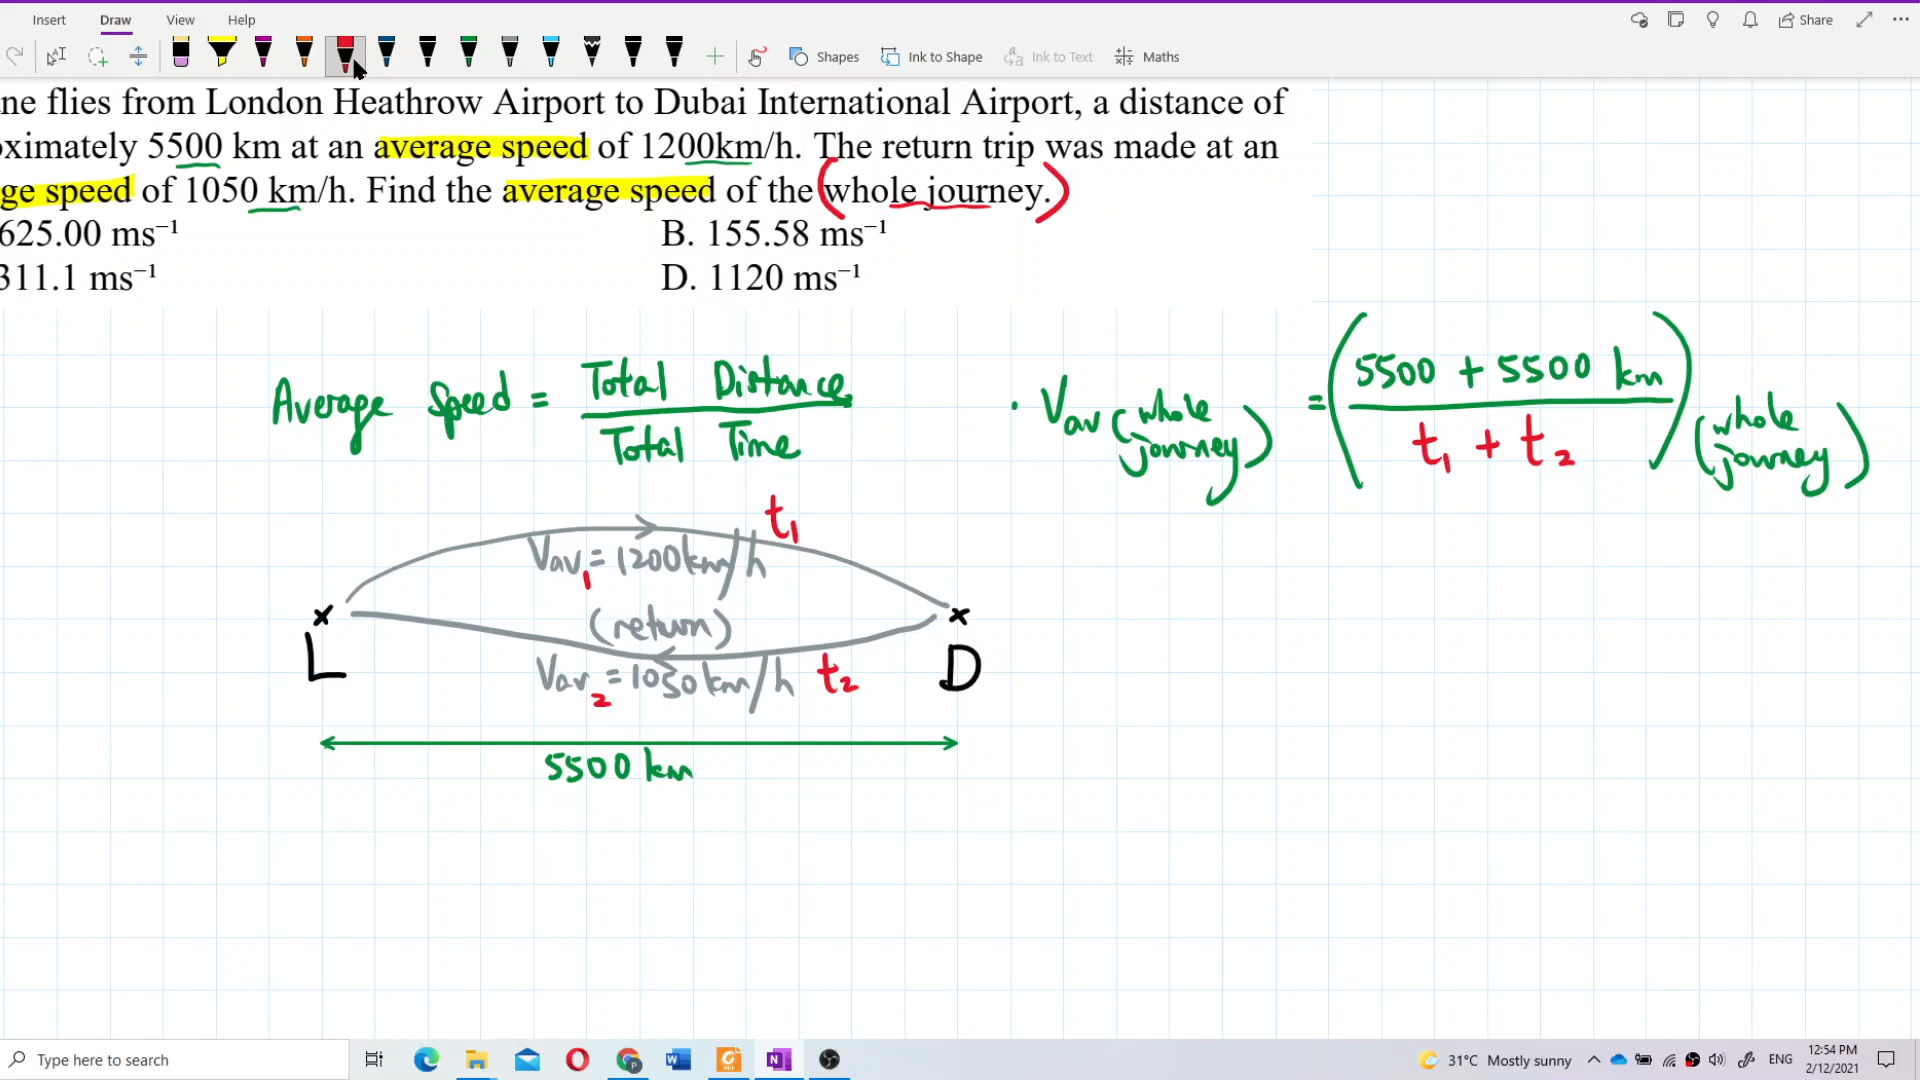 Insert Draw View Help Share
Shapes Ink to Shape Ink to Text Maths
ne flies from London Heathrow Airport to Dubai International Airport, a distance of
oximately 5500 km at an average speed of 1200km/h. The return trip was made at an
ge speed of 1050 km/h. Find the average speed of the whole journey.
625.00 ms⁻¹ B. 155.58 ms⁻¹
311.1 ms⁻¹ D. 1120 ms⁻¹
Average Speed = Total Distance
Total Time
. Vav (whole journey) = (5500 + 5500 km
t₁ + t₂) (whole journey)
t₁
Vav₁ = 1200km/h
(return)
Vav₂ = 1050km/h t₂
x x
L D
5500 km
Type here to search 31°C Mostly sunny ENG 12:54 PM
2/12/2021